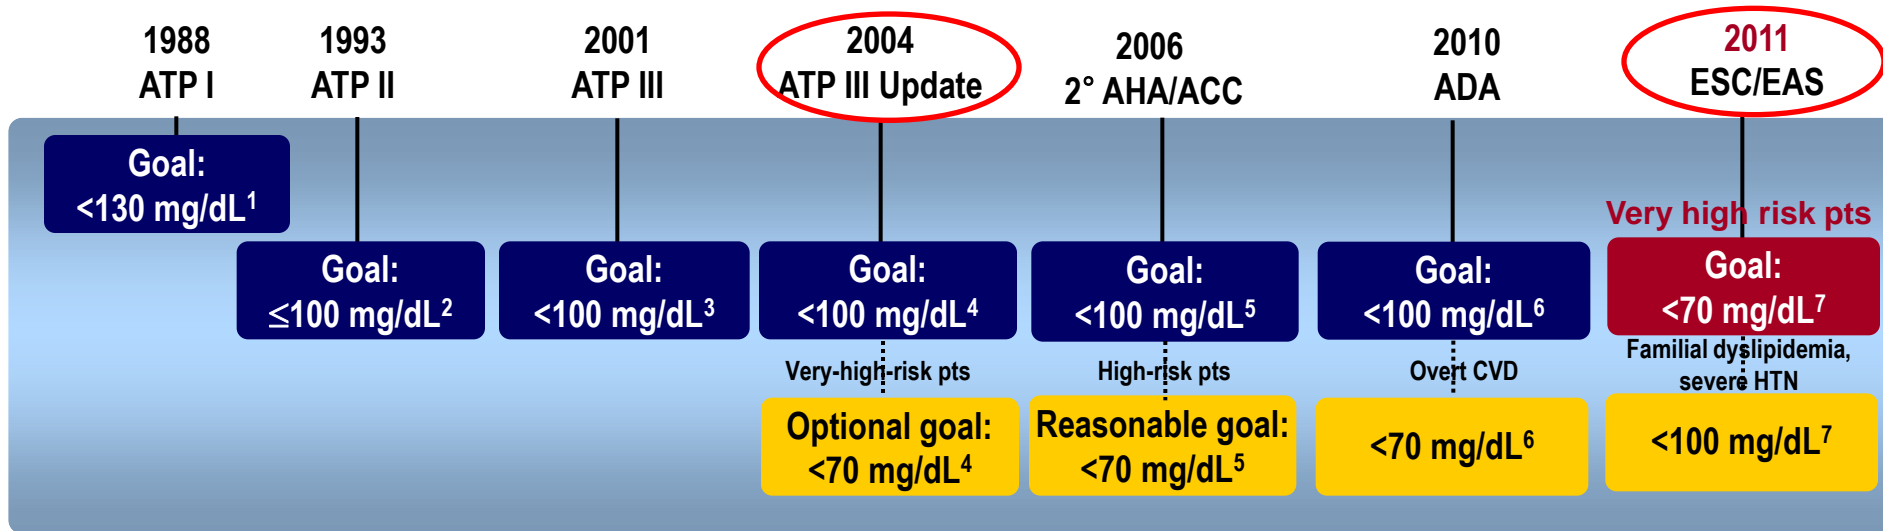 1988
ATP I
1993
ATP II
2001
ATP III
2004
ATP III Update
2006
2° AHA/ACC
2010
ADA
2011
ESC/EAS
Goal:
<130 mg/dL¹
Goal:
≤100 mg/dL²
Goal:
<100 mg/dL³
Goal:
<100 mg/dL⁴
Very-high-risk pts
Optional goal:
<70 mg/dL⁴
Goal:
<100 mg/dL⁵
High-risk pts
Reasonable goal:
<70 mg/dL⁵
Goal:
<100 mg/dL⁶
Overt CVD
<70 mg/dL⁶
Very high risk pts
Goal:
<70 mg/dL⁷
Familial dyslipidemia,
severe HTN
<100 mg/dL⁷